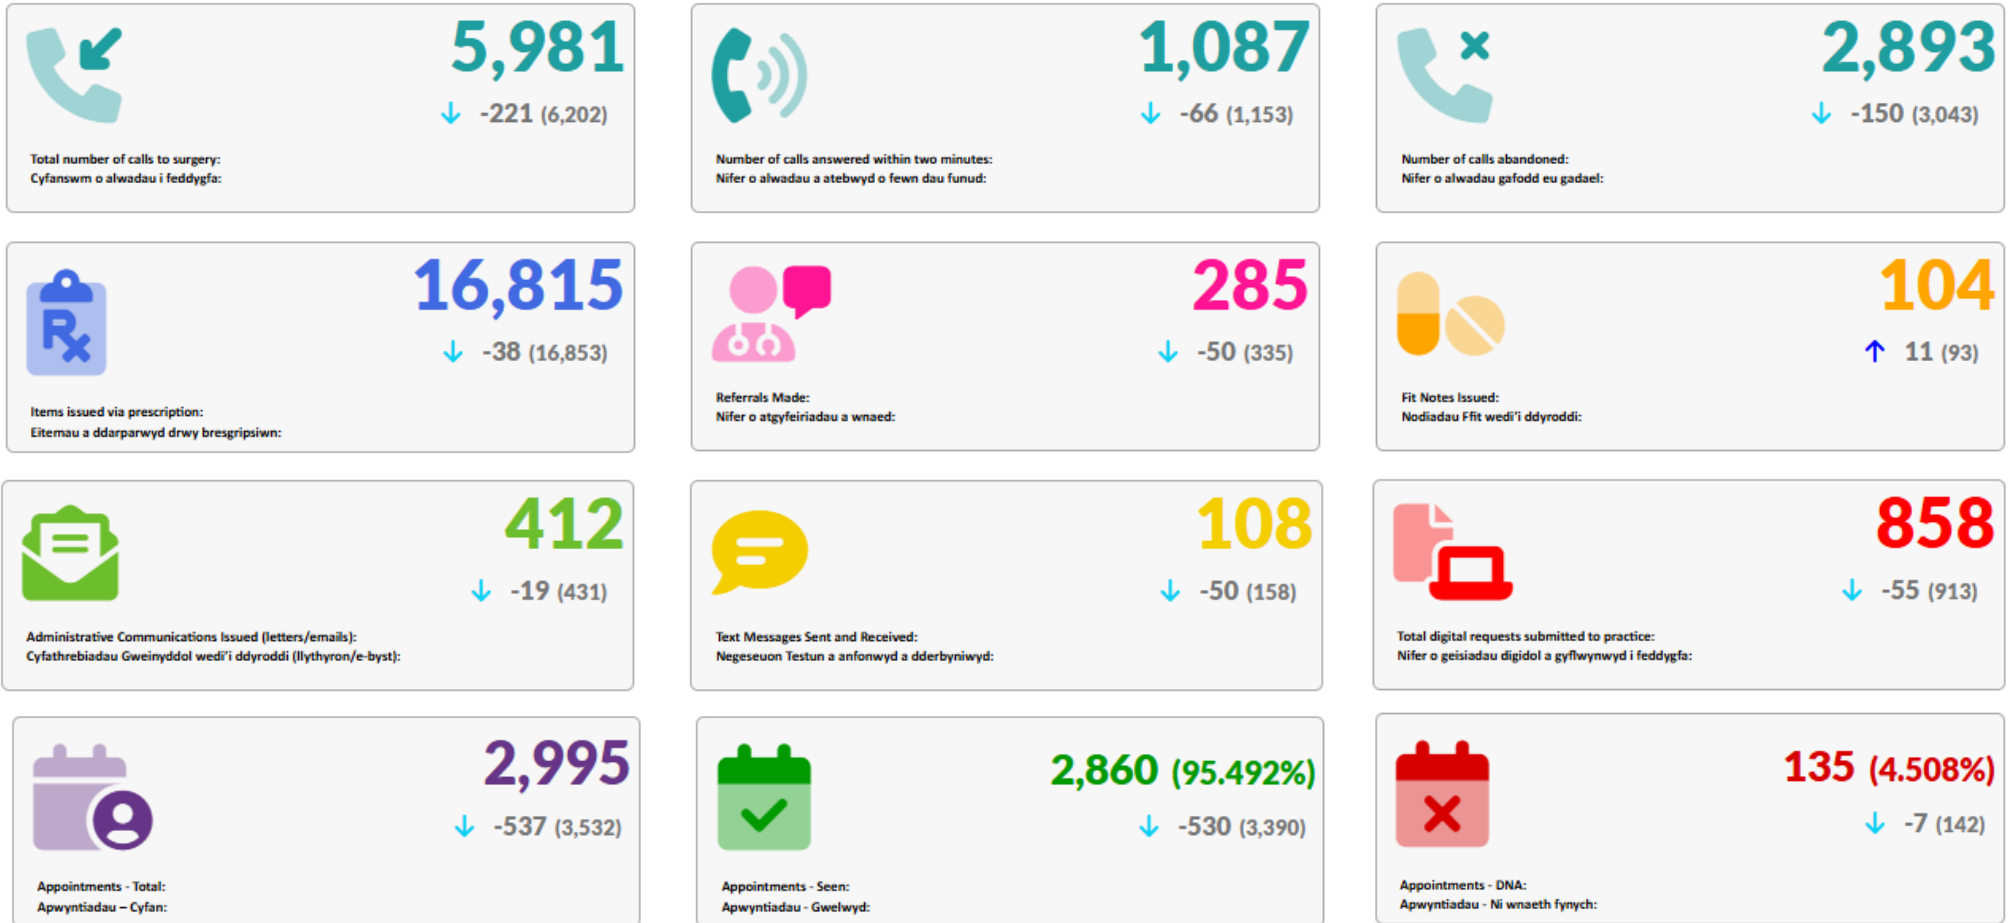 5,981
↓ -221 (6,202)
Total number of calls to surgery:
Cyfanswm o alwadau i feddygfa:
1,087
↓ -66 (1,153)
Number of calls answered within two minutes:
Nifer o alwadau a atebwyd o fewn dau funud:
2,893
↓ -150 (3,043)
Number of calls abandoned:
Nifer o alwadau gafodd eu gadael:
Rx
16,815
↓ -38 (16,853)
Items issued via prescription:
Eitemau a ddarparwyd drwy bresgripsiwn:
285
↓ -50 (335)
Referrals Made:
Nifer o atgyfeiriadau a wnaed:
104
↑ 11 (93)
Fit Notes Issued:
Nodiadau Ffit wedi'i ddyroddi:
412
↓ -19 (431)
Administrative Communications Issued (letters/emails):
Cyfathrebiadau Gweinyddol wedi'i ddyroddi (llythyron/e-byst):
108
↓ -50 (158)
Text Messages Sent and Received:
Negeseuon Testun a anfonwyd a dderbyniwyd:
858
↓ -55 (913)
Total digital requests submitted to practice:
Nifer o geisiadau digidol a gyflwynwyd i feddygfa:
2,995
↓ -537 (3,532)
Appointments - Total:
Apwyntiadau – Cyfan:
2,860 (95.492%)
↓ -530 (3,390)
Appointments - Seen:
Apwyntiadau - Gwelwyd:
135 (4.508%)
↓ -7 (142)
Appointments - DNA:
Apwyntiadau - Ni wnaeth fynych: